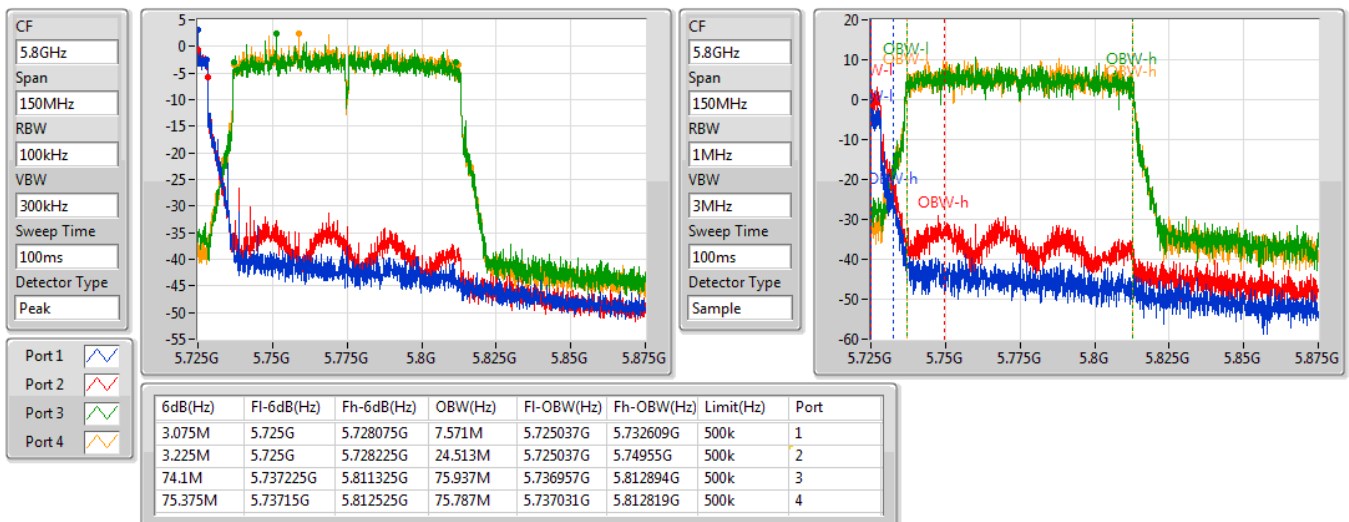 CF
5.8GHz
Span
150MHz
RBW
100kHz
VBW
300kHz
Sweep Time
100ms
Detector Type
Peak
5
0
-5
-10
-15
-20
-25
-30
-35
-40
-45
-50
-55
5.725G 5.75G 5.775G 5.8G 5.825G 5.85G 5.875G
CF
5.8GHz
Span
150MHz
RBW
1MHz
VBW
3MHz
Sweep Time
100ms
Detector Type
Sample
20
10
0
-10
-20
-30
-40
-50
-60
OBW-l
OBW-h
OBW-h
OBW-h
5.725G 5.75G 5.775G 5.8G 5.825G 5.85G 5.875G
Port 1
Port 2
Port 3
Port 4
6dB(Hz) Fl-6dB(Hz) Fh-6dB(Hz) OBW(Hz) Fl-OBW(Hz) Fh-OBW(Hz) Limit(Hz) Port
3.075M 5.725G 5.728075G 7.571M 5.725037G 5.732609G 500k 1
3.225M 5.725G 5.728225G 24.513M 5.725037G 5.74955G 500k 2
74.1M 5.737225G 5.811325G 75.937M 5.736957G 5.812894G 500k 3
75.375M 5.73715G 5.812525G 75.787M 5.737031G 5.812819G 500k 4